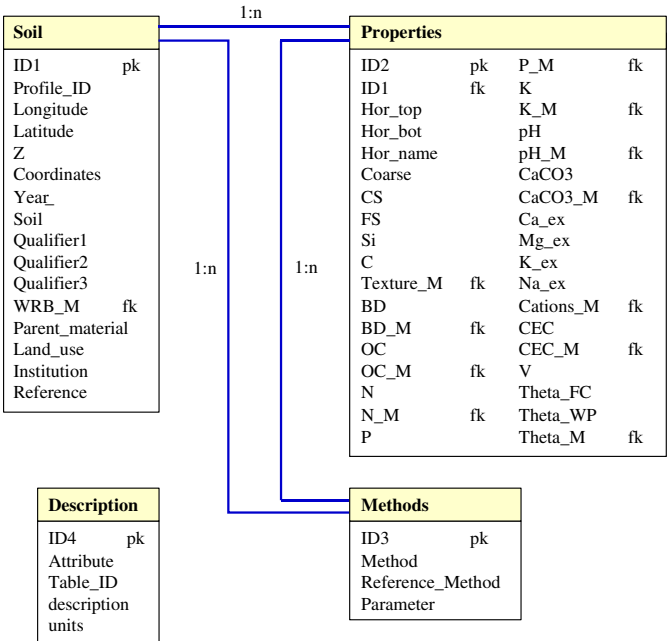 1:n
Soil
ID1 pk
Profile_ID
Longitude
Latitude
Z
Coordinates
Year_
Soil
Qualifier1
Qualifier2
Qualifier3
WRB_M fk
Parent_material
Land_use
Institution
Reference
1:n
1:n
Properties
ID2 pk P_M fk
ID1 fk K
Hor_top K_M fk
Hor_bot pH
Hor_name pH_M fk
Coarse CaCO3
CS CaCO3_M fk
FS Ca_ex
Si Mg_ex
C K_ex
Texture_M fk Na_ex
BD Cations_M fk
BD_M fk CEC
OC CEC_M fk
OC_M fk V
N Theta_FC
N_M fk Theta_WP
P Theta_M fk
Description
ID4 pk
Attribute
Table_ID
description
units
Methods
ID3 pk
Method
Reference_Method
Parameter